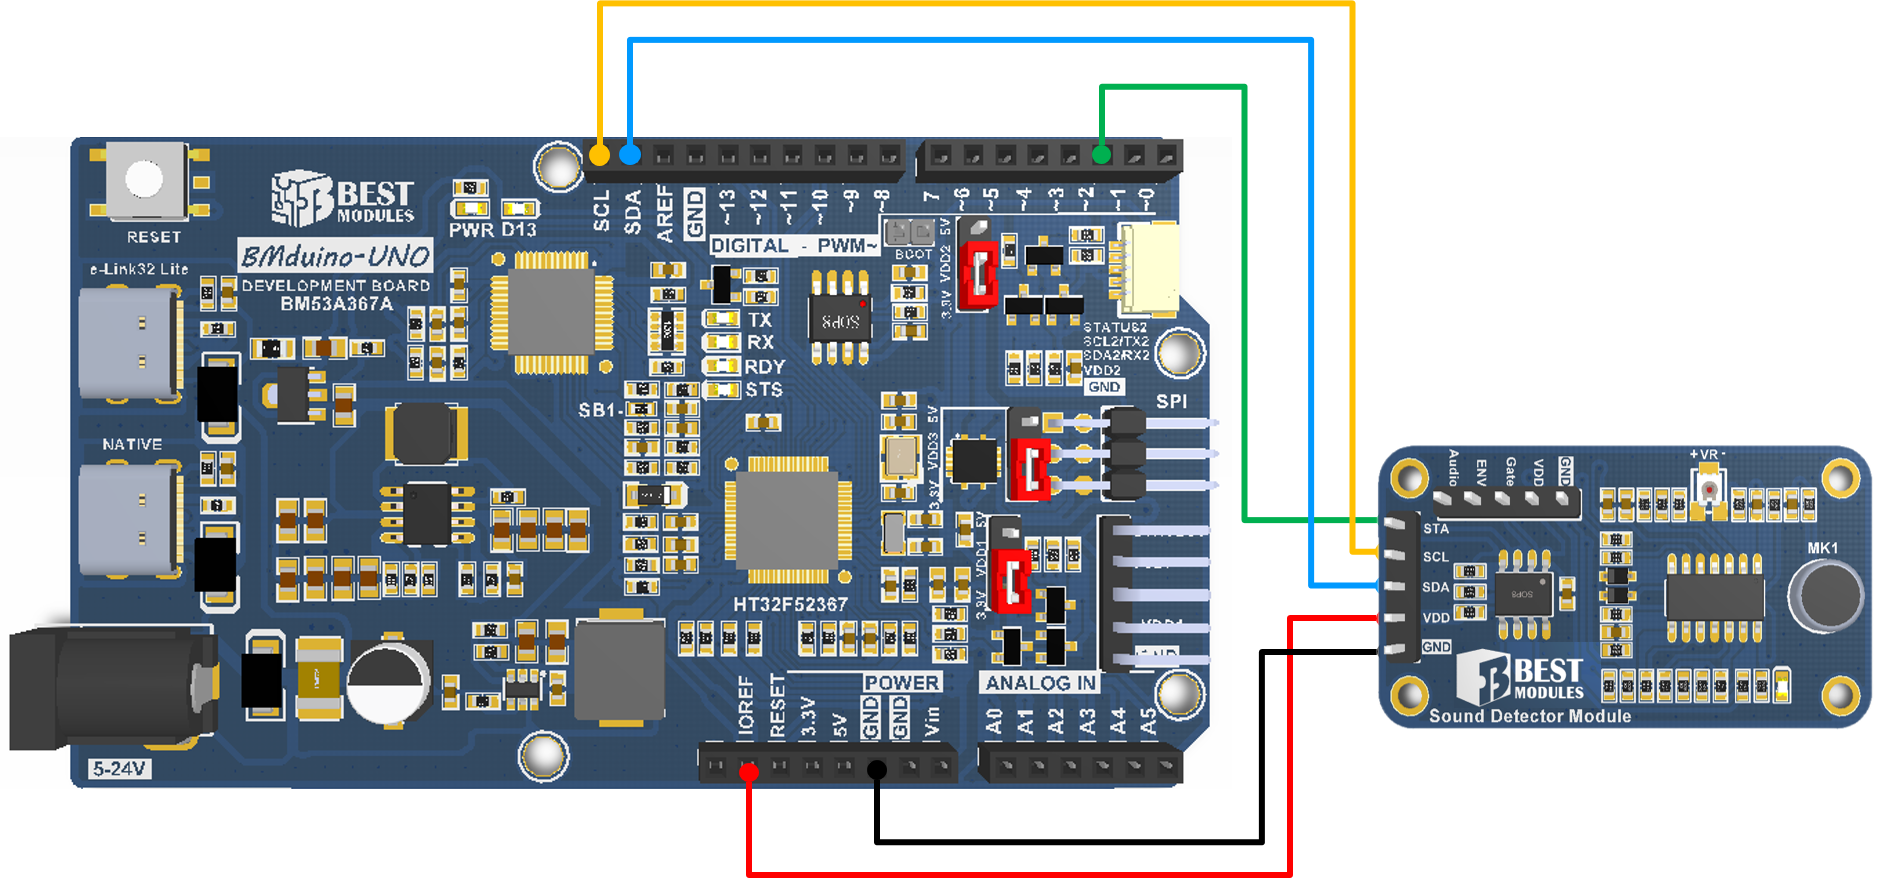 BEST
MODULES
RESET
PWR D13
SCL
SDA
AREF
GND
~13
~12
~11
~10
~9
~8
7
~6
~5
~4
~3
~2
~1
~0
DIGITAL - PWM~
BMduino-UNO
DEVELOPMENT BOARD
BM53A367A
e-Link32 Lite
NATIVE
5-24V
TX
RX
RDY
STS
SB1-
SOP8
BOOT
3.3V VDD2 5V
STATUS2
SCL2/TX2
SDA2/RX2
VDD2
GND
SPI
3.3V VDD3 5V
3.3V VDD1 5V
HT32F52367
POWER
IOREF
RESET
3.3V
5V
GND
GND
Vin
ANALOG IN
A0
A1
A2
A3
A4
A5
Audio
ENV
Gate
VDD
GND
+VR-
STA
SCL
SDA
VDD
GND
SOP8
MK1
BEST
MODULES
Sound Detector Module